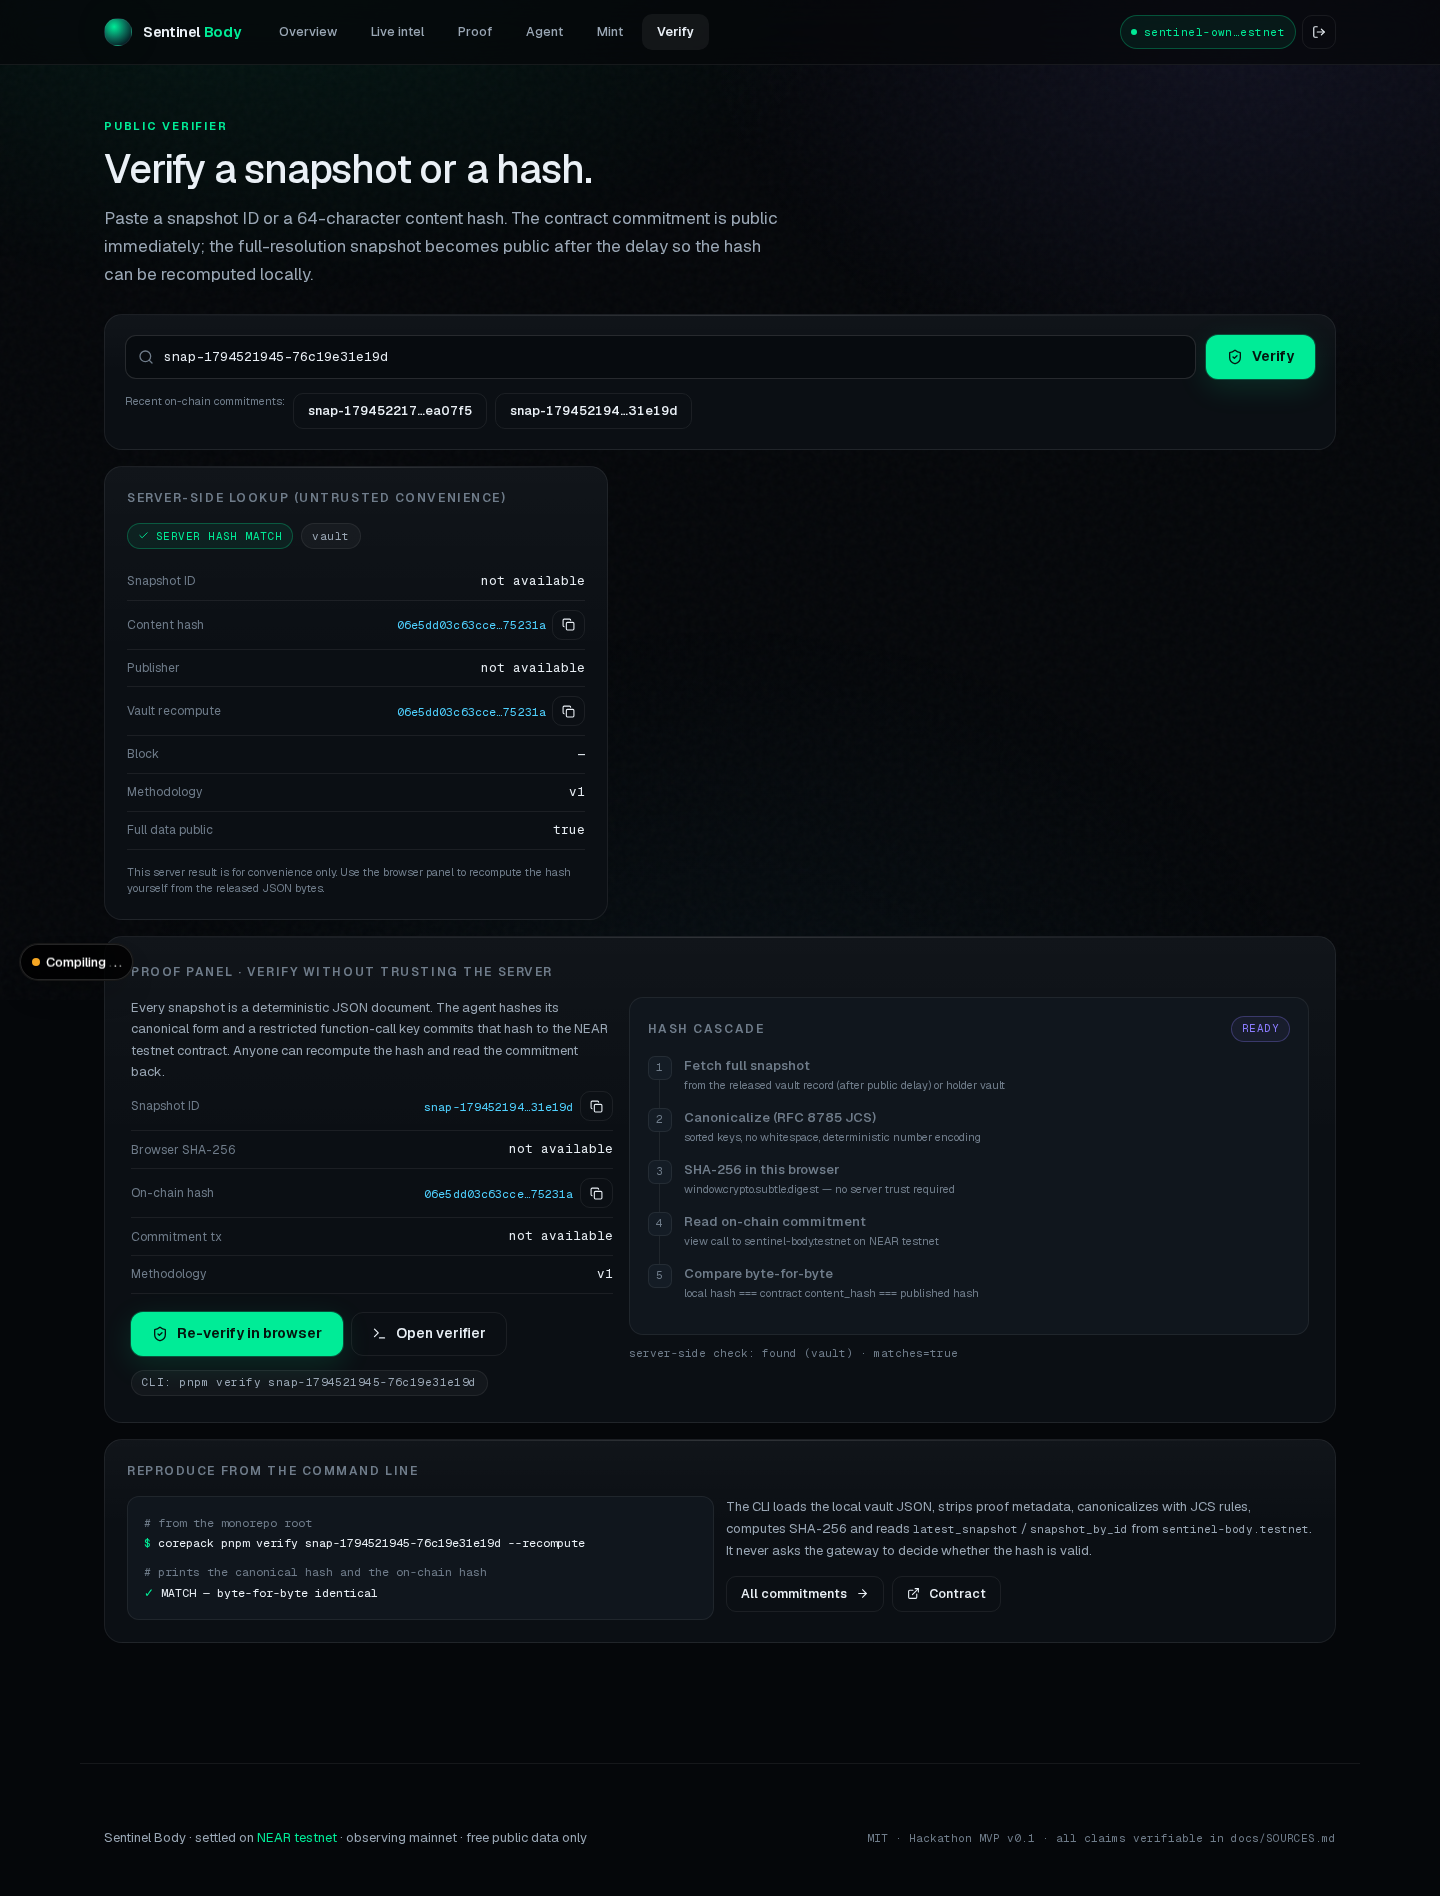 Sentinel Body Overview Live intel Proof Agent Mint Verify sentinel-own…estnet
PUBLIC VERIFIER
Verify a snapshot or a hash.
Paste a snapshot ID or a 64-character content hash. The contract commitment is public
immediately; the full-resolution snapshot becomes public after the delay so the hash
can be recomputed locally.
snap-1794521945-76c19e31e19d Verify
Recent on-chain commitments: snap-179452217…ea07f5 snap-179452194…31e19d
SERVER-SIDE LOOKUP (UNTRUSTED CONVENIENCE)
SERVER HASH MATCH vault
Snapshot ID not available
Content hash 06e5dd03c63cce…75231a
Publisher not available
Vault recompute 06e5dd03c63cce…75231a
Block —
Methodology v1
Full data public true
This server result is for convenience only. Use the browser panel to recompute the hash
yourself from the released JSON bytes.
Compiling...
PROOF PANEL · VERIFY WITHOUT TRUSTING THE SERVER
Every snapshot is a deterministic JSON document. The agent hashes its
canonical form and a restricted function-call key commits that hash to the NEAR
testnet contract. Anyone can recompute the hash and read the commitment
back.
Snapshot ID snap-179452194…31e19d
Browser SHA-256 not available
On-chain hash 06e5dd03c63cce…75231a
Commitment tx not available
Methodology v1
Re-verify in browser Open verifier
CLI: pnpm verify snap-1794521945-76c19e31e19d
HASH CASCADE READY
1 Fetch full snapshot
from the released vault record (after public delay) or holder vault
2 Canonicalize (RFC 8785 JCS)
sorted keys, no whitespace, deterministic number encoding
3 SHA-256 in this browser
window.crypto.subtle.digest — no server trust required
4 Read on-chain commitment
view call to sentinel-body.testnet on NEAR testnet
5 Compare byte-for-byte
local hash === contract content_hash === published hash
server-side check: found (vault) · matches=true
REPRODUCE FROM THE COMMAND LINE
# from the monorepo root
$ corepack pnpm verify snap-1794521945-76c19e31e19d --recompute
# prints the canonical hash and the on-chain hash
✓ MATCH — byte-for-byte identical
The CLI loads the local vault JSON, strips proof metadata, canonicalizes with JCS rules,
computes SHA-256 and reads latest_snapshot / snapshot_by_id from sentinel-body.testnet.
It never asks the gateway to decide whether the hash is valid.
All commitments → Contract
Sentinel Body · settled on NEAR testnet · observing mainnet · free public data only
MIT · Hackathon MVP v0.1 · all claims verifiable in docs/SOURCES.md